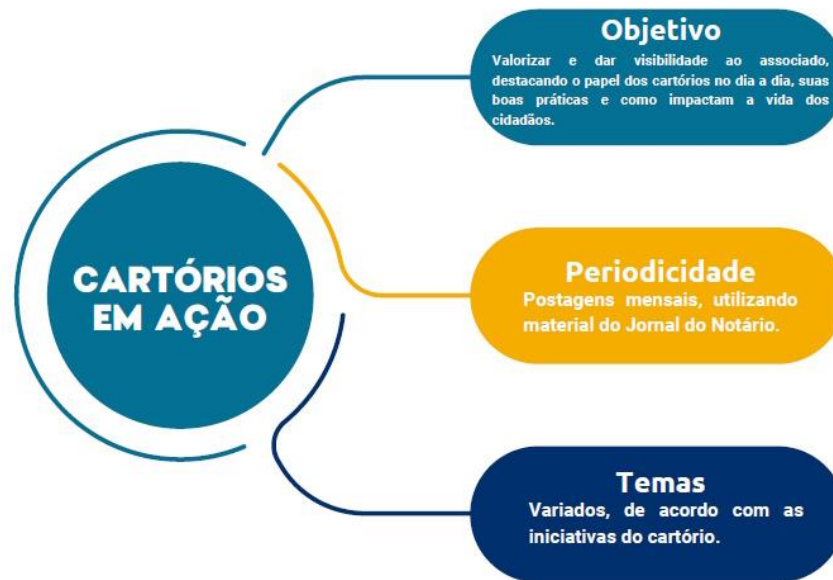 CARTÓRIOS
EM AÇÃO
Objetivo
Valorizar e dar visibilidade ao associado,
destacando o papel dos cartórios no dia a dia, suas
boas práticas e como impactam a vida dos
cidadãos.
Periodicidade
Postagens mensais, utilizando
material do Jornal do Notário.
Temas
Variados, de acordo com as
iniciativas do cartório.